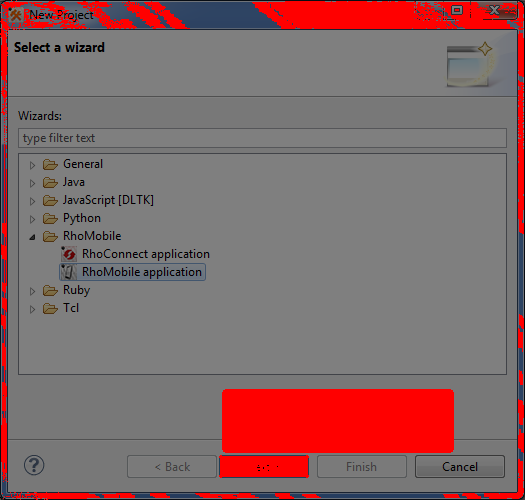 New Project
Select a wizard
Wizards:
type filter text
General
Java
JavaScript [DLTK]
Python
RhoMobile
RhoConnect application
RhoMobile application
Ruby
Tcl
< Back
Finish
Cancel